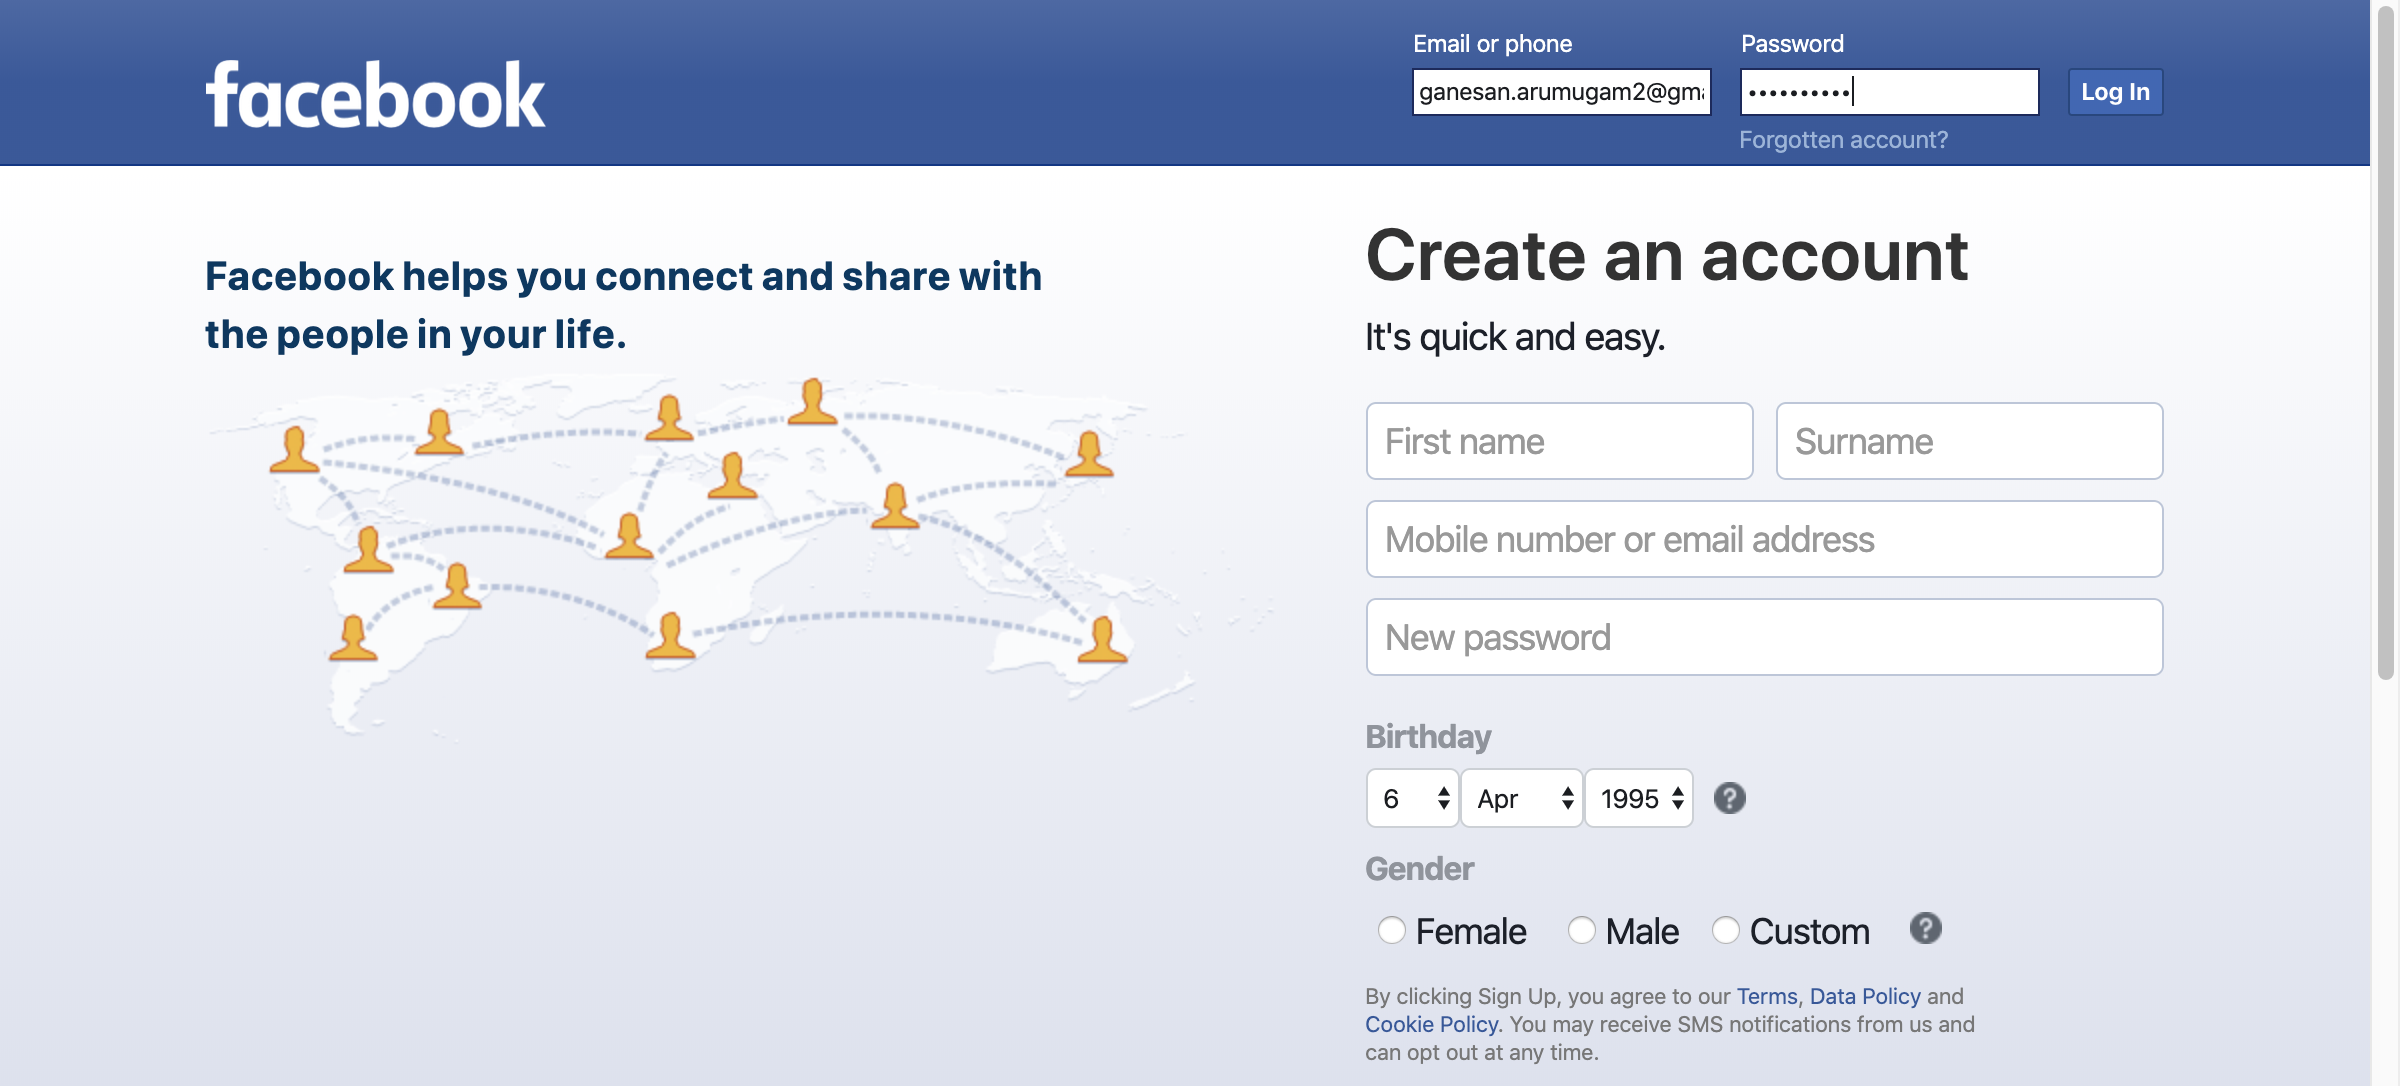 facebook
Email or phone
Password
ganesan.arumugam2@gma
••••••••••
Log In
Forgotten account?
Facebook helps you connect and share with
the people in your life.
Create an account
It's quick and easy.
First name
Surname
Mobile number or email address
New password
Birthday
6
Apr
1995
?
Gender
Female
Male
Custom
?
By clicking Sign Up, you agree to our Terms, Data Policy and
Cookie Policy. You may receive SMS notifications from us and
can opt out at any time.